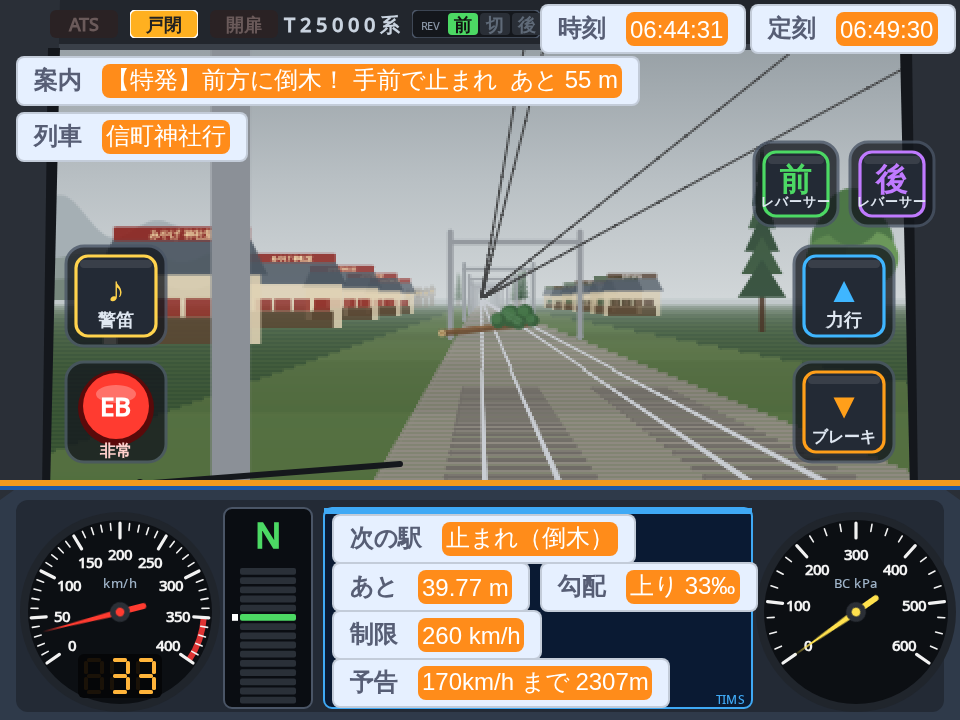 ATS 戸閉 開扉 T25000系 REV 前 切 後
時刻 06:44:31 定刻 06:49:30
案内 【特発】前方に倒木！ 手前で止まれ あと 55 m
列車 信町神社行
前 レバーサー
後 レバーサー
♪ 警笛
▲ 力行
EB 非常
▼ ブレーキ
0 50 100 150 200 250 300 350 400 km/h
33
N
次の駅 止まれ（倒木）
あと 39.77 m 勾配 上り 33‰
制限 260 km/h
予告 170km/h まで 2307m
TIMS
0 100 200 300 400 500 600 BC kPa